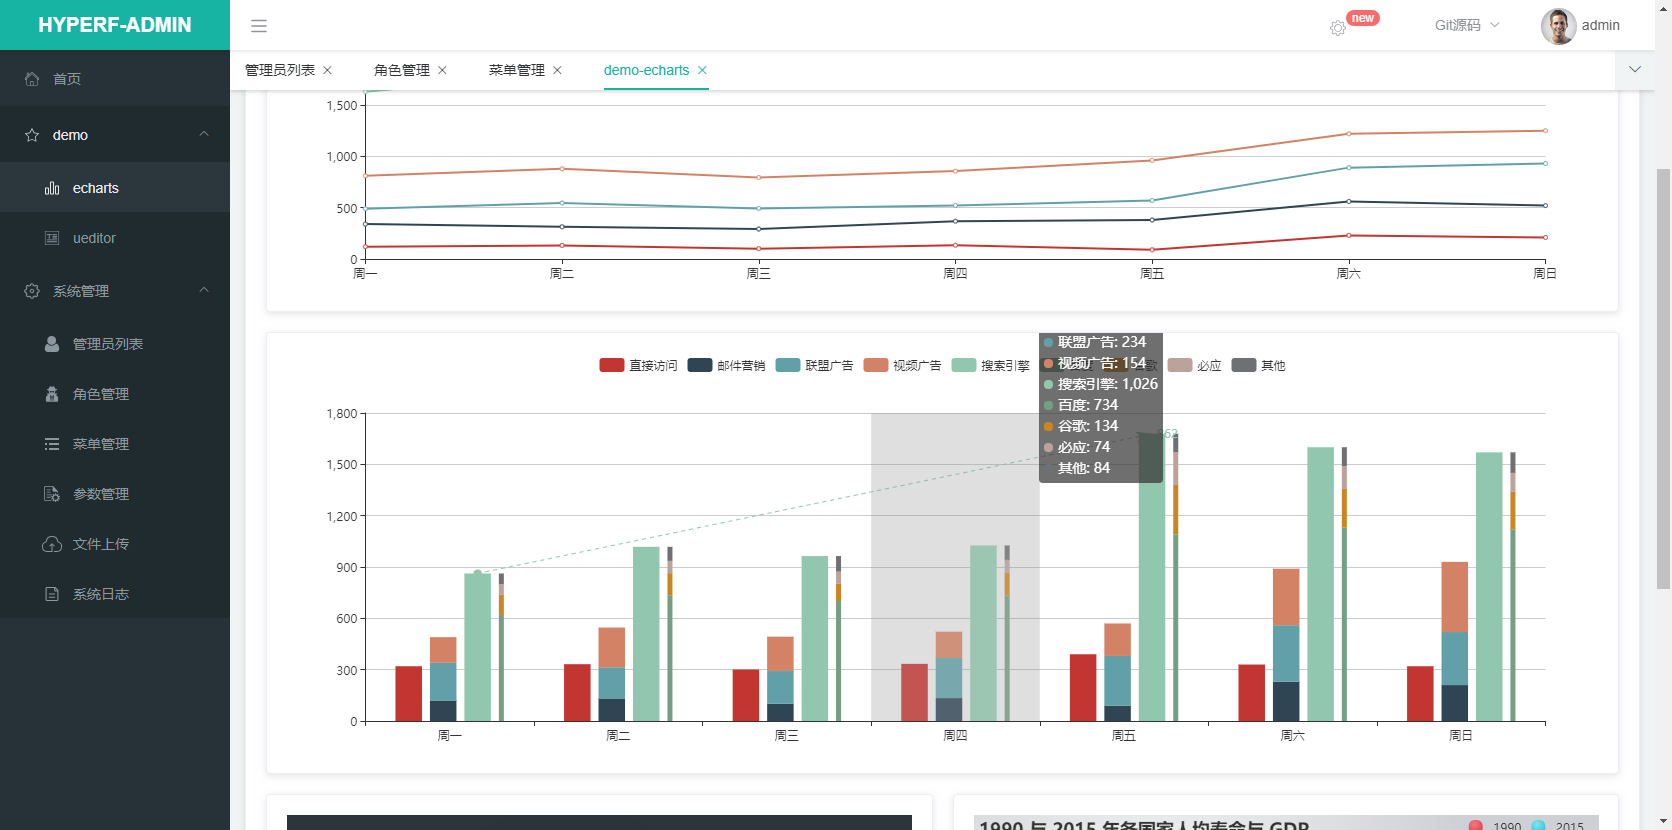 HYPERF-ADMIN
首页
demo
echarts
ueditor
系统管理
管理员列表
角色管理
菜单管理
参数管理
文件上传
系统日志
new
Git源码
admin
管理员列表
角色管理
菜单管理
demo-echarts
1,500
1,000
500
0
周一 周二 周三 周四 周五 周六 周日
直接访问 邮件营销 联盟广告 视频广告 搜索引擎 必应 其他
联盟广告: 234
视频广告: 154
搜索引擎: 1,026
百度: 734
谷歌: 134
必应: 74
其他: 84
1,800
1,500
1,200
900
600
300
0
周一 周二 周三 周四 周五 周六 周日
1990 与 2015 年各国家人均寿命与 GDP
1990 2015